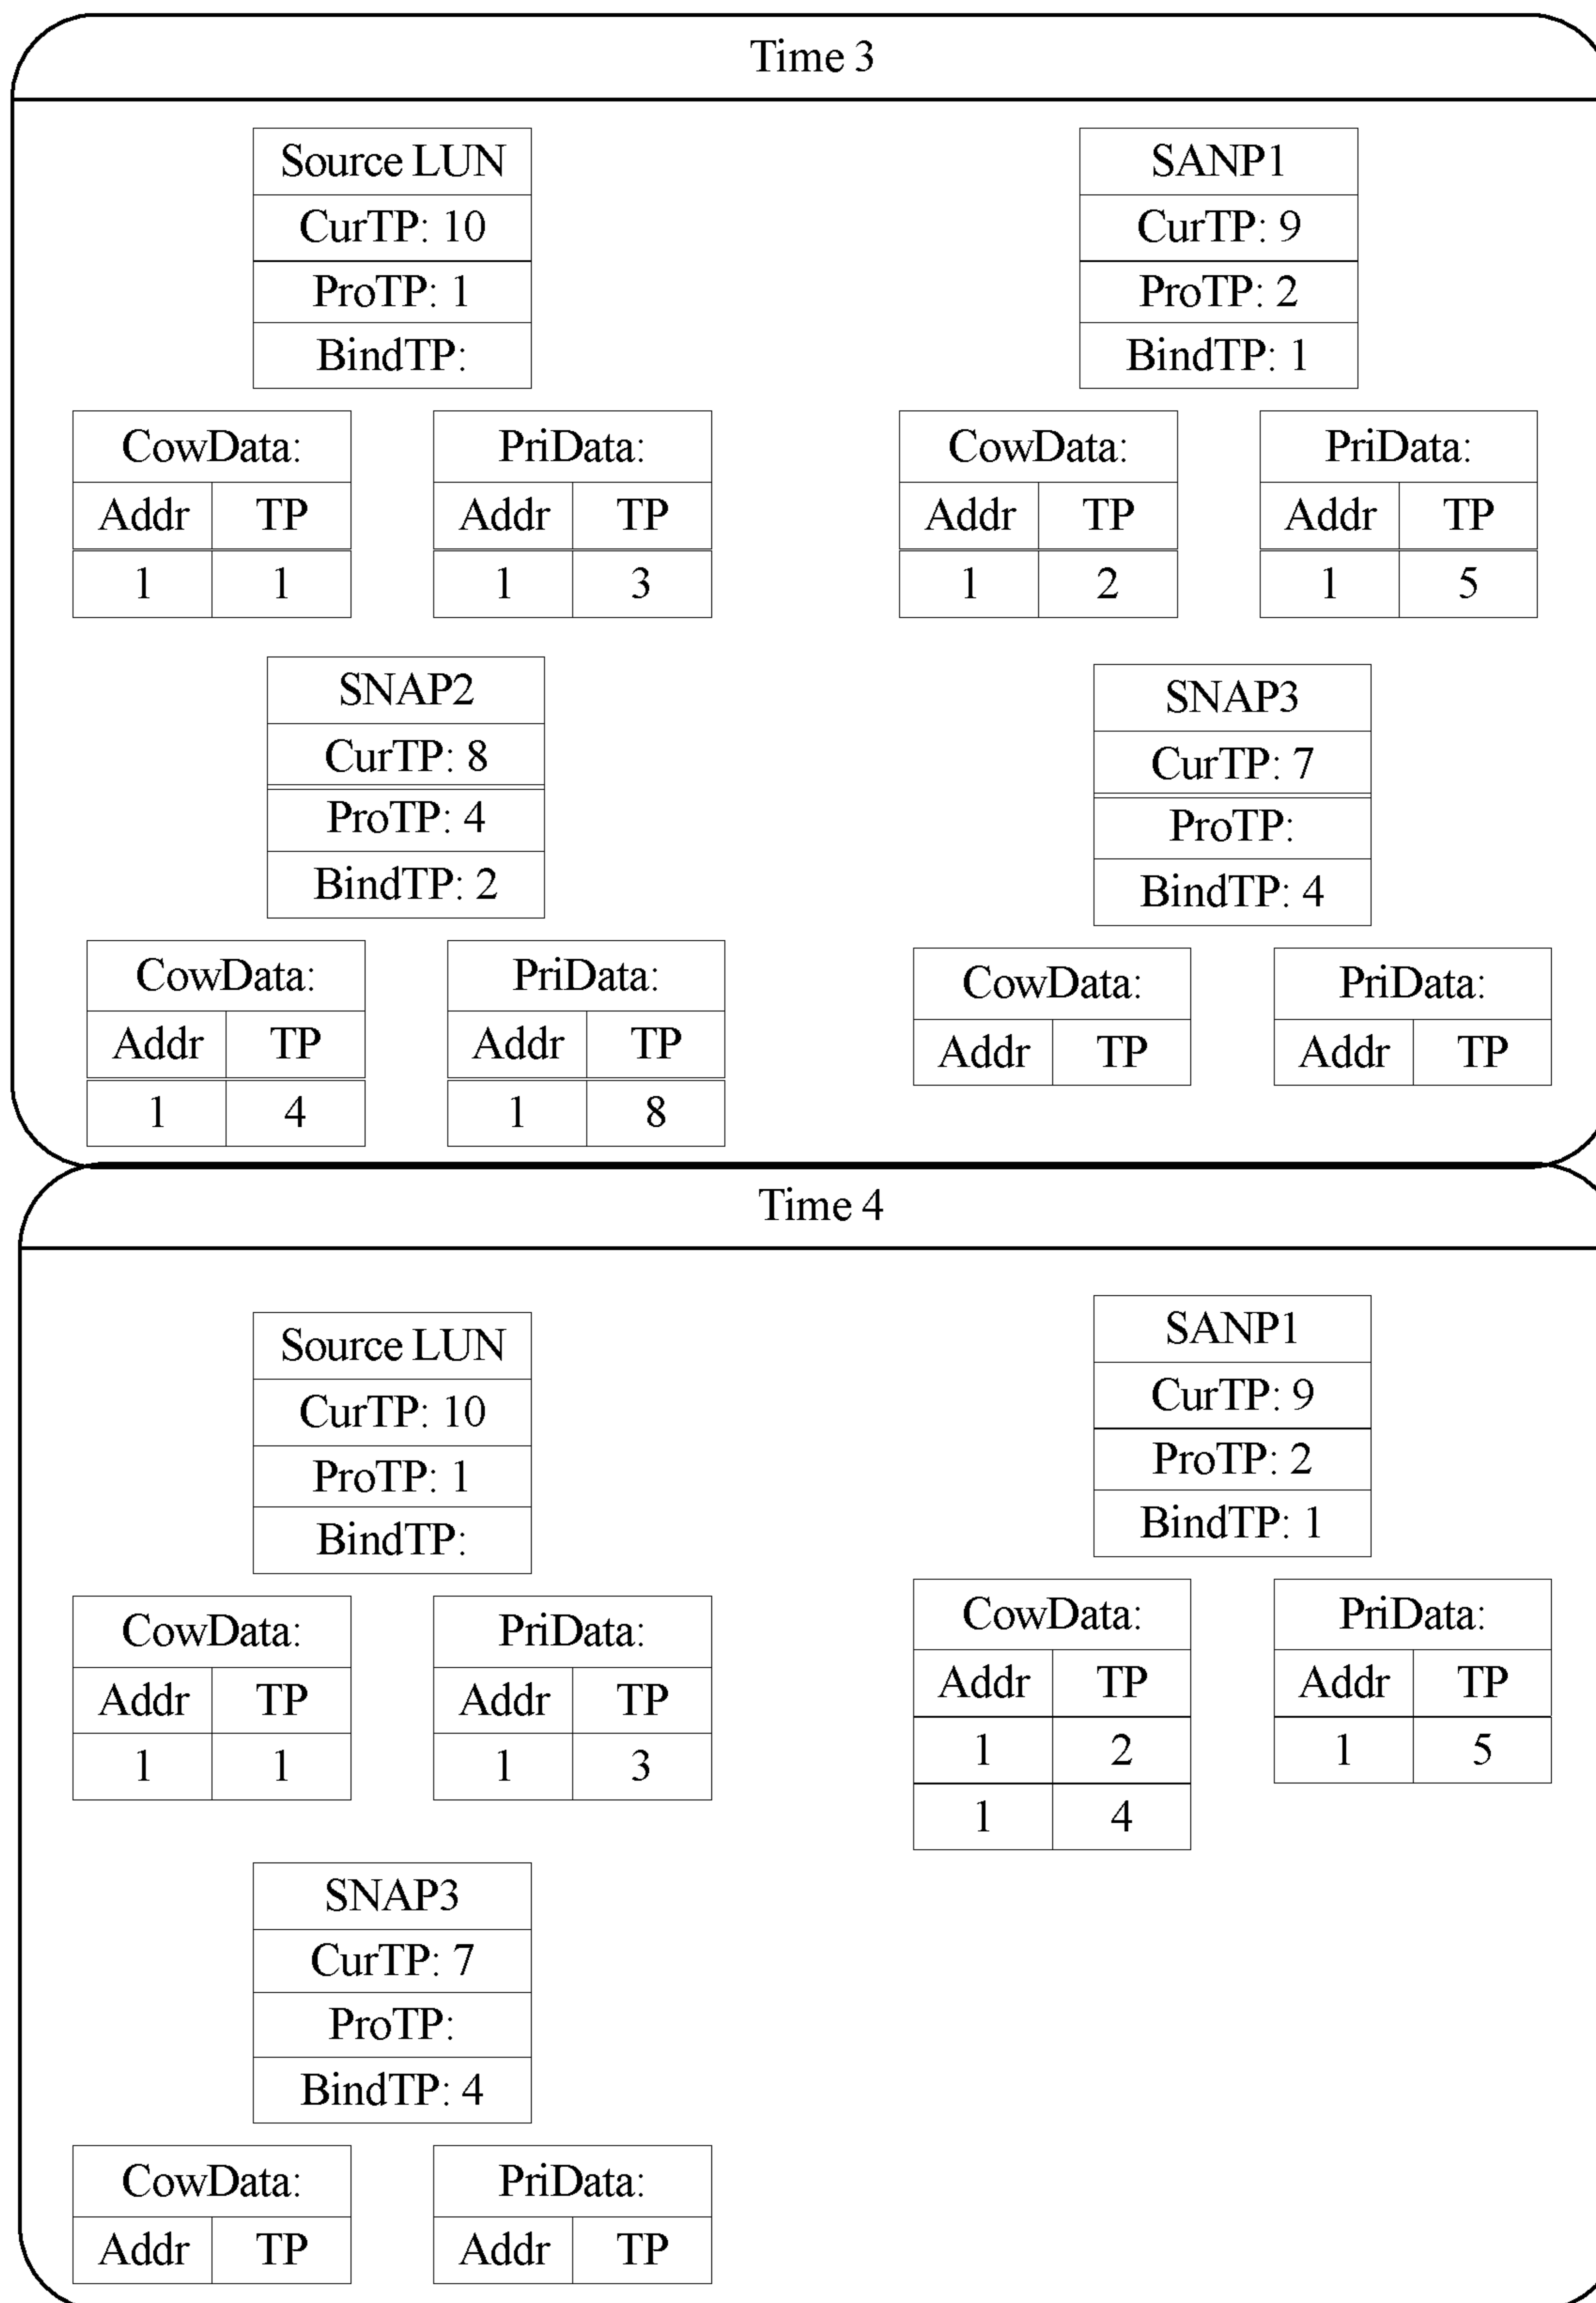 Time 3
Source LUN
CurTP: 10
ProTP: 1
BindTP:
CowData:
Addr TP
1 1
PriData:
Addr TP
1 3
SANP1
CurTP: 9
ProTP: 2
BindTP: 1
CowData:
Addr TP
1 2
PriData:
Addr TP
1 5
SNAP2
CurTP: 8
ProTP: 4
BindTP: 2
CowData:
Addr TP
1 4
PriData:
Addr TP
1 8
SNAP3
CurTP: 7
ProTP:
BindTP: 4
CowData:
Addr TP
PriData:
Addr TP
Time 4
Source LUN
CurTP: 10
ProTP: 1
BindTP:
CowData:
Addr TP
1 1
PriData:
Addr TP
1 3
SANP1
CurTP: 9
ProTP: 2
BindTP: 1
CowData:
Addr TP
1 2
1 4
PriData:
Addr TP
1 5
SNAP3
CurTP: 7
ProTP:
BindTP: 4
CowData:
Addr TP
PriData:
Addr TP